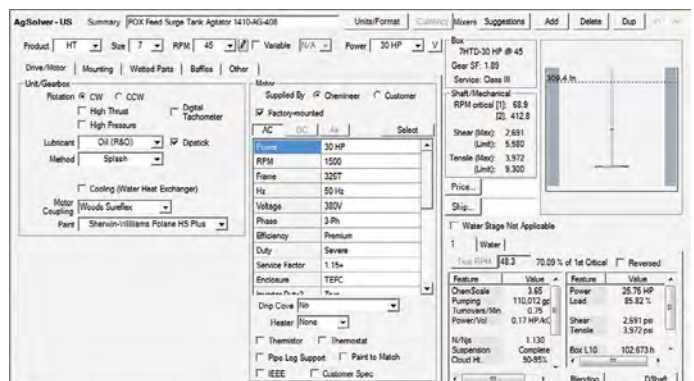 AgSolver - US Summary POX Feed Surge Tank Agitator 1410-AG-408 Units/Format Currency Mixers Suggestions Add Delete Dup
Product HT Size 7 RPM 45 Variable N/A Power 30 HP V
Drive/Motor Mounting Wetted Parts Baffles Other
Unit/Gearbox
Rotation CW CCW
High Thrust
High Pressure
Digital
Tachometer
Lubricant Oil (R&O) Dipstick
Method Splash
Cooling (Water Heat Exchanger)
Motor
Coupling Woods Sureflex
Paint Sherwin-Williams Polane HS Plus
Motor
Supplied By Chemineer Customer
Factory-mounted
AC DC Air Select
Power 30 HP
RPM 1500
Frame 326T
Hz 50 Hz
Voltage 380V
Phase 3-Ph
Efficiency Premium
Duty Severe
Service Factor 1.15+
Enclosure TEFC
Drip Cove No
Heater None
Thermistor Thermostat
Pipe Leg Support Paint to Match
IEEE Customer Spec
Box
7HTD-30 HP @ 45
Gear SF: 1.89
Service: Class III
Shaft/Mechanical
RPM critical [1]: 68.9
[2]: 412.8
Shear (Max): 2,691
(Limit): 5,580
Tensile (Max): 3,972
(Limit): 9,300
Price...
Ship...
309.4 in
Water Stage Not Applicable
1 Water
True RPM 48.3 70.09 % of 1st Critical Reversed
Feature Value
ChemScale 3.65
Pumping 110,012 gp
Turnovers/Min 0.75
Power/Vol 0.17 HP/kG
N/Njs 1.130
Suspension Complete
Cloud Ht. 90-95%
Feature Value
Power 25.75 HP
Load 85.82 %
Shear 2,691 psi
Tensile 3,972 psi
Box L10 102,673 h
Blending DShaft